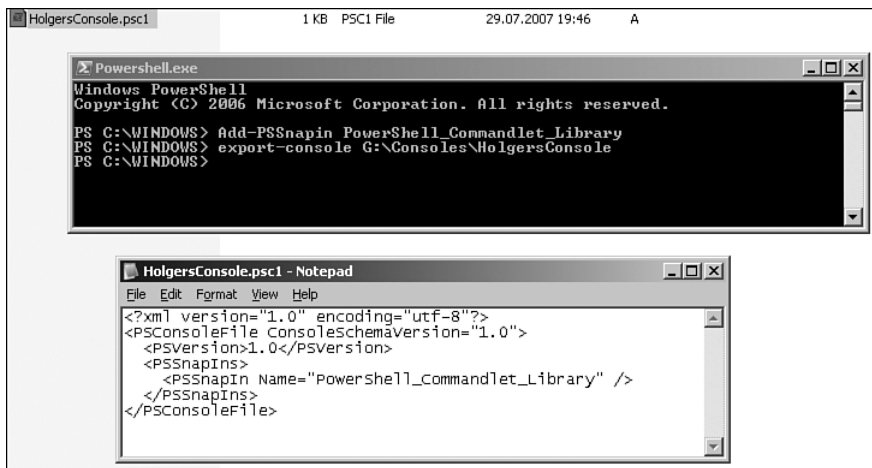 HolgersConsole.psc1 1 KB PSC1 File 29.07.2007 19:46 A
Powershell.exe
Windows PowerShell
Copyright (C) 2006 Microsoft Corporation. All rights reserved.
PS C:\WINDOWS> Add-PSSnapin PowerShell_Commandlet_Library
PS C:\WINDOWS> export-console G:\Consoles\HolgersConsole
PS C:\WINDOWS>
HolgersConsole.psc1 - Notepad
File Edit Format View Help
<?xml version="1.0" encoding="utf-8"?>
<PSConsoleFile ConsoleSchemaVersion="1.0">
  <PSVersion>1.0</PSVersion>
  <PSSnapIns>
    <PSSnapIn Name="PowerShell_Commandlet_Library" />
  </PSSnapIns>
</PSConsoleFile>